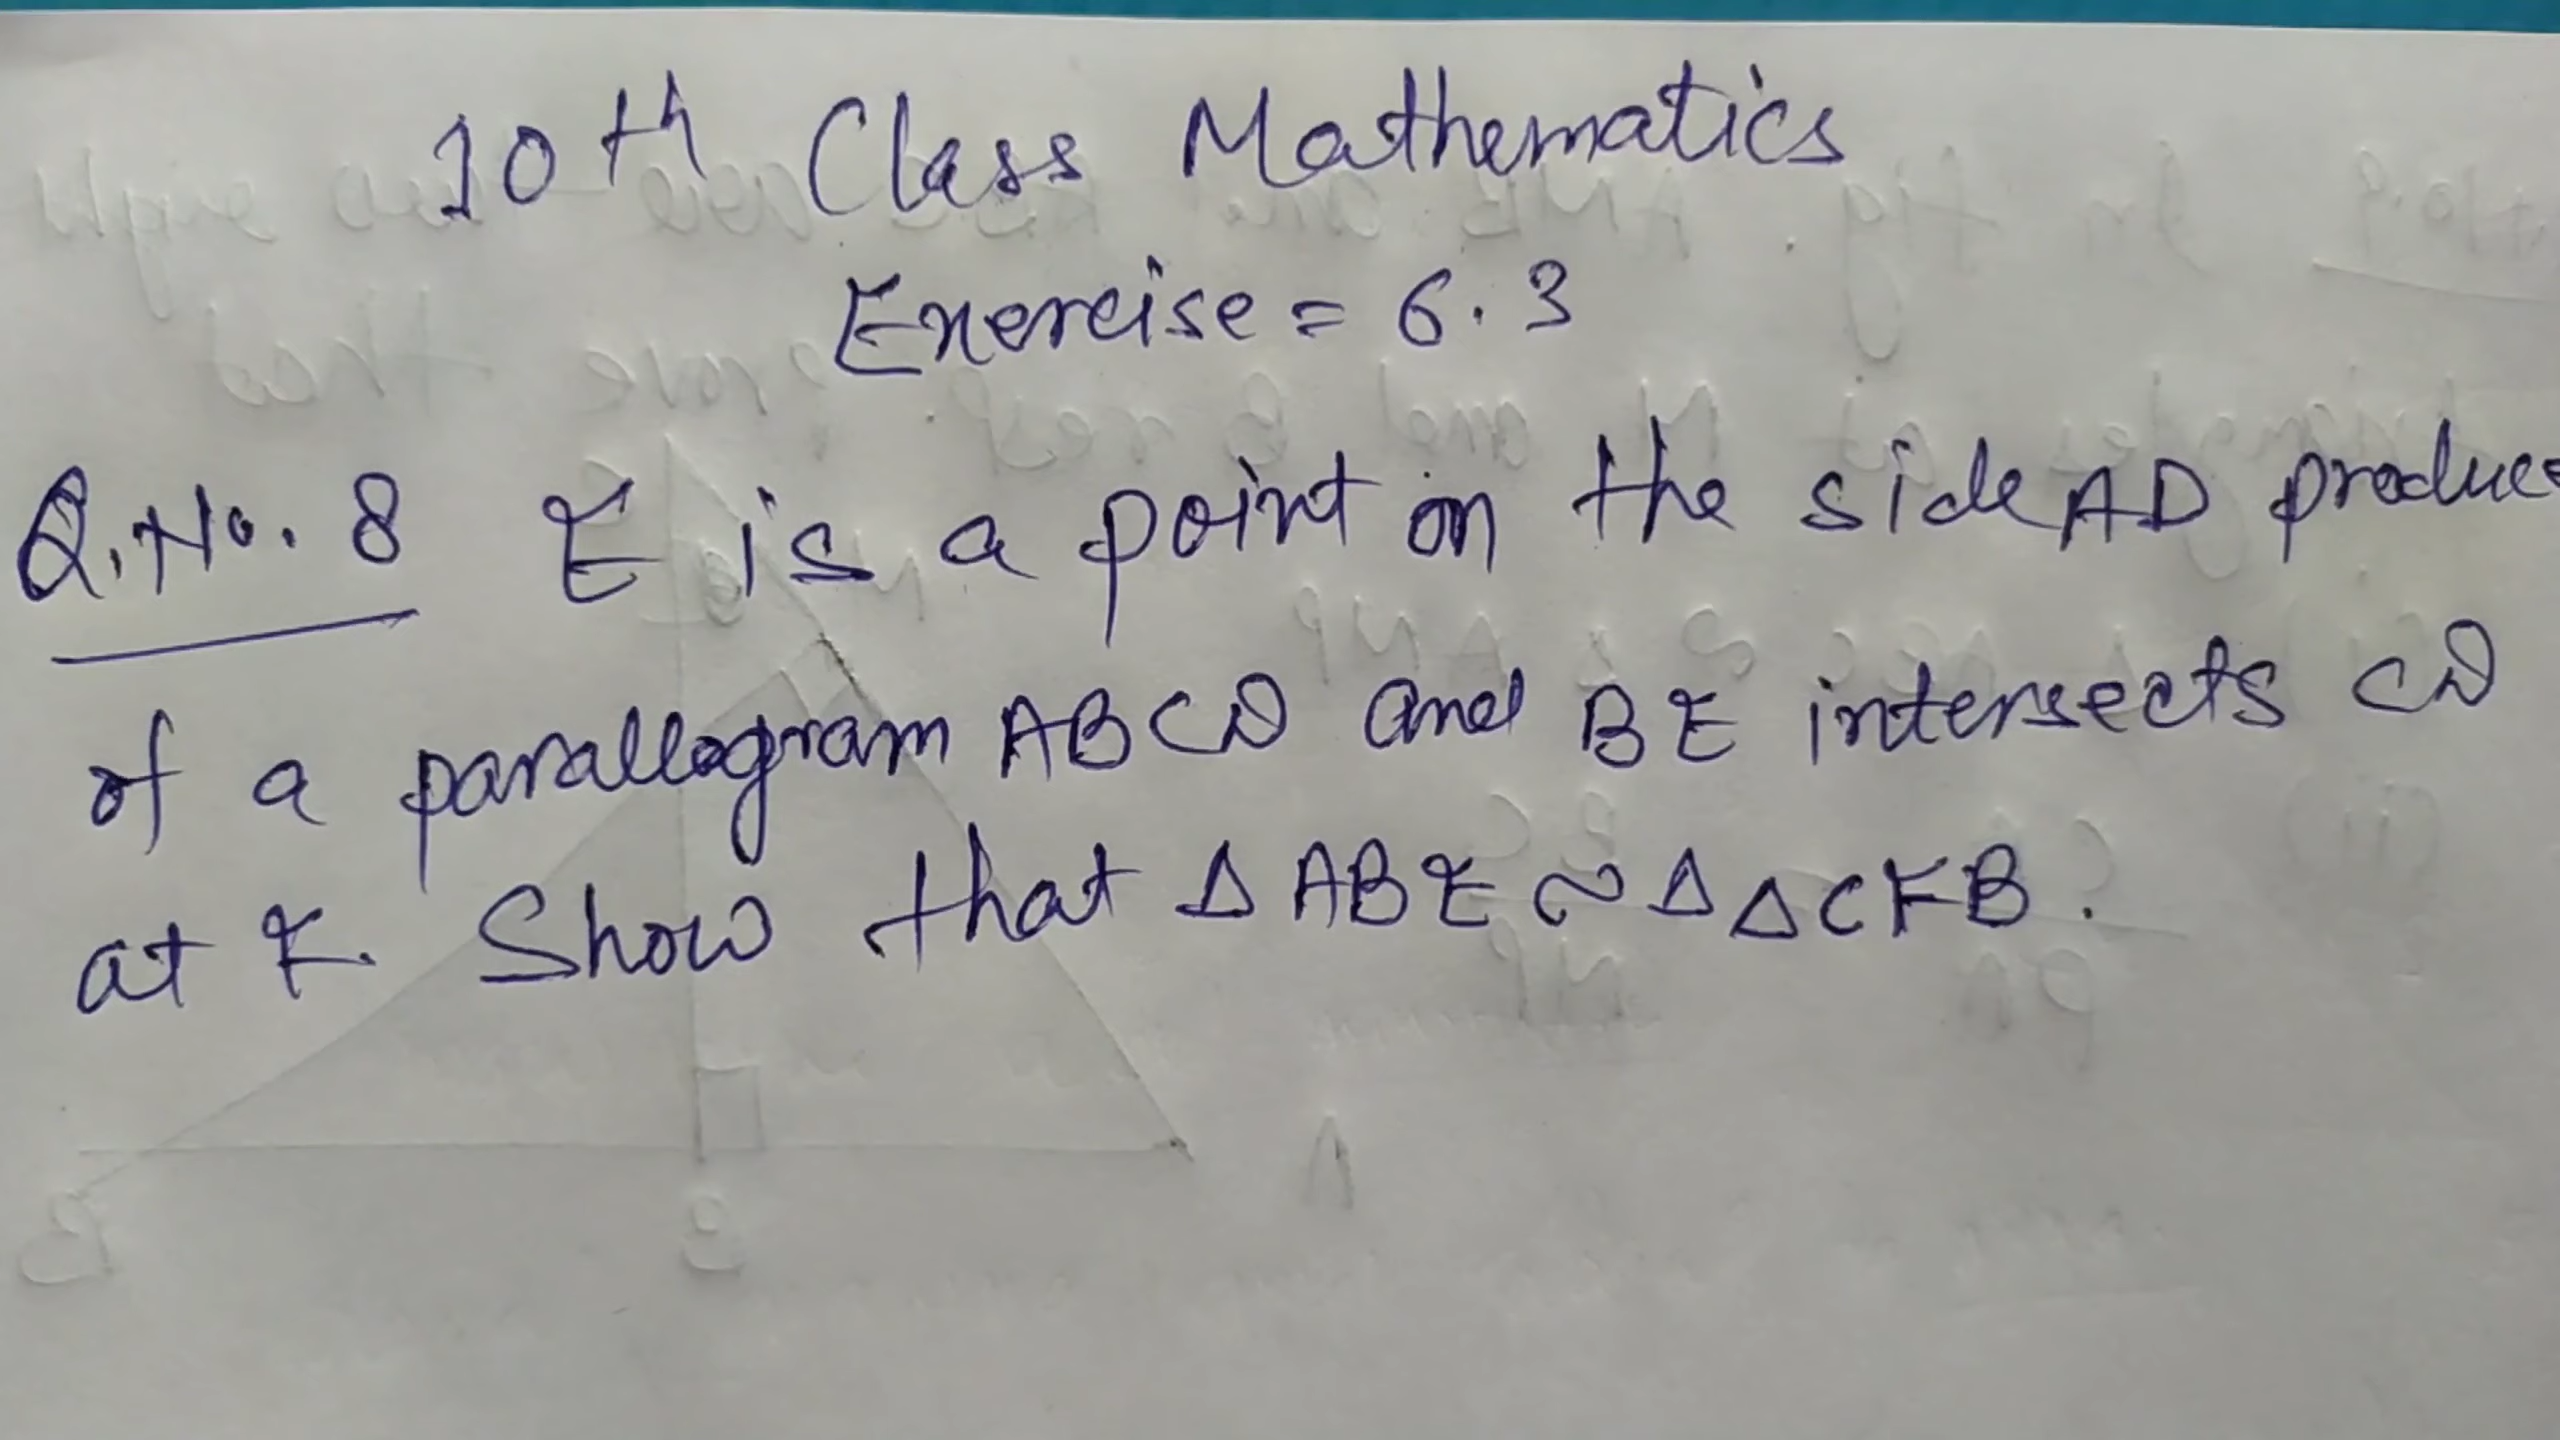 10th Class Mathematics
Exercise = 6.3
Q.No. 8 E is a point on the side AD produce
of a parallogram ABCD and BE intersects CD
at F. Show that Δ ABE ~ Δ Δ CFB.